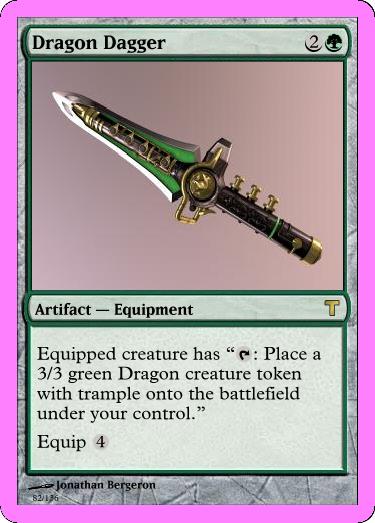 Dragon Dagger 2
Artifact — Equipment T
Equipped creature has “: Place a
3/3 green Dragon creature token
with trample onto the battlefield
under your control.”
Equip 4
Jonathan Bergeron
82/136